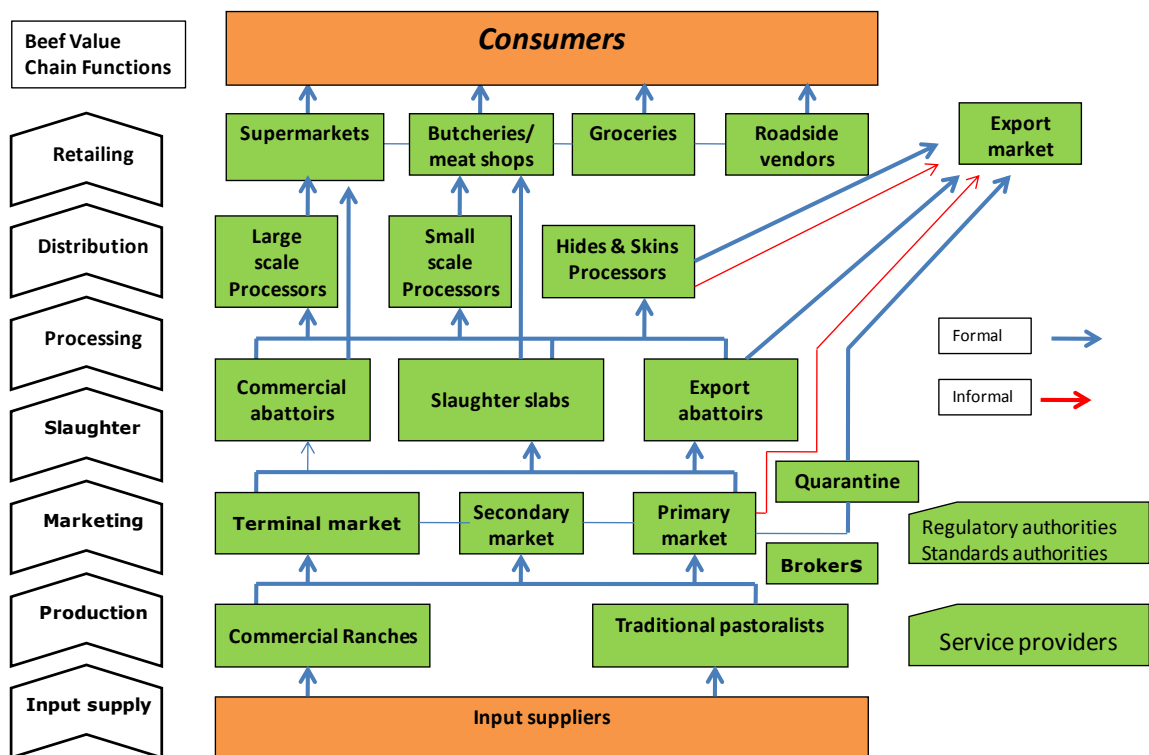 Beef Value
Chain Functions
Consumers
Retailing
Supermarkets
Butcheries/
meat shops
Groceries
Roadside
vendors
Export
market
Distribution
Large
scale
Processors
Small
scale
Processors
Hides & Skins
Processors
Processing
Formal
Informal
Commercial
abattoirs
Slaughter slabs
Export
abattoirs
Slaughter
Quarantine
Marketing
Terminal market
Secondary
market
Primary
market
Brokers
Regulatory authorities
Standards authorities
Production
Commercial Ranches
Traditional pastoralists
Service providers
Input supply
Input suppliers